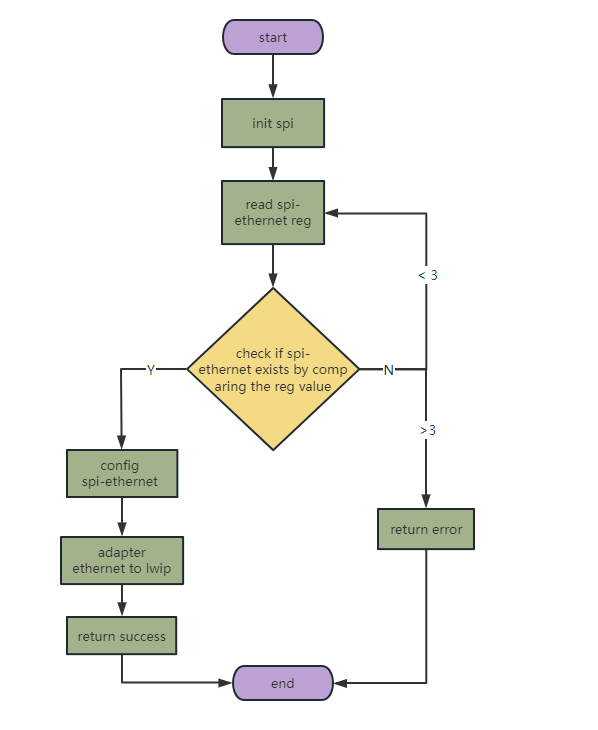 start
init spi
read spi-
ethernet reg
< 3
check if spi-
ethernet exists by comp
aring the reg value
Y
N
>3
config
spi-ethernet
return error
adapter
ethernet to lwip
return success
end